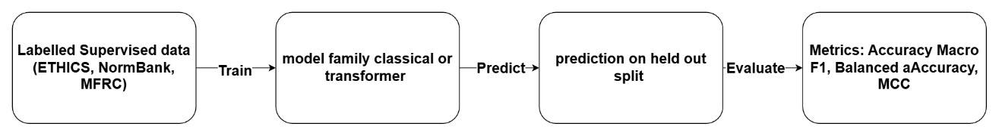 Labelled Supervised data
(ETHICS, NormBank,
MFRC)
Train
model family classical or
transformer
Predict
prediction on held out
split
Evaluate
Metrics: Accuracy Macro
F1, Balanced aAccuracy,
MCC